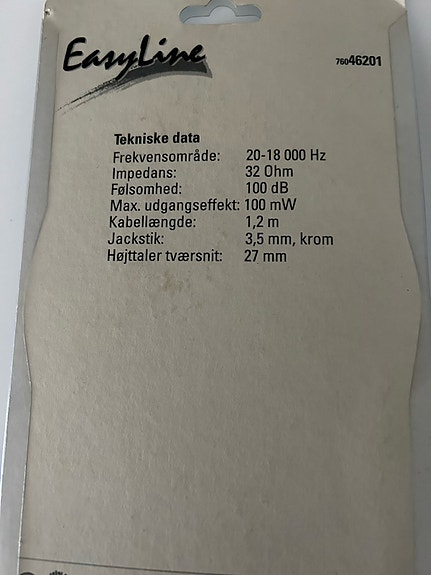 EasyLine
76046201
Tekniske data
Frekvensområde: 20-18 000 Hz
Impedans: 32 Ohm
Følsomhed: 100 dB
Max. udgangseffekt: 100 mW
Kabellængde: 1,2 m
Jackstik: 3,5 mm, krom
Højttaler tværsnit: 27 mm